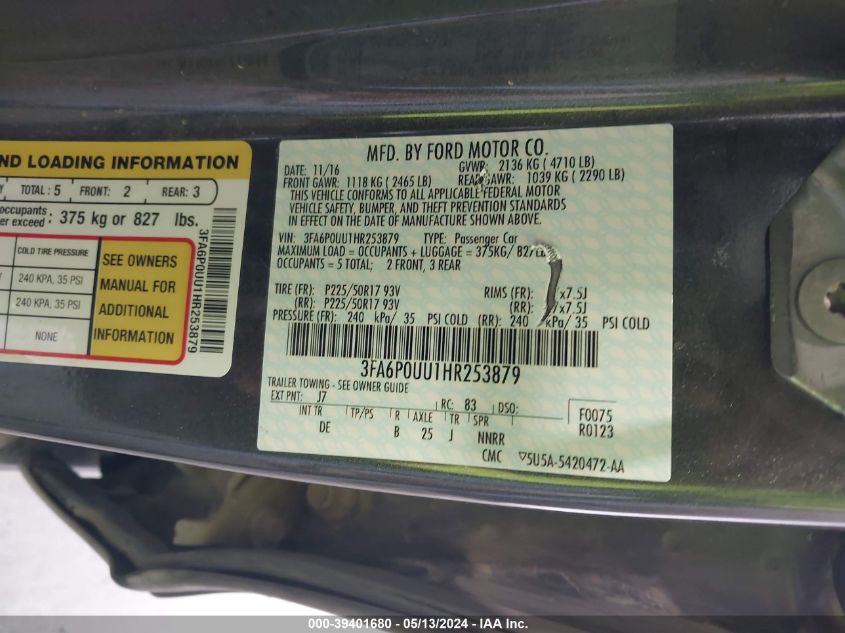 ND LOADING INFORMATION
TOTAL: 5 FRONT: 2 REAR: 3
occupants
exceed: 375 kg or 827 lbs.
COLD TIRE PRESSURE
240 KPA, 35 PSI
240 KPA, 35 PSI
NONE
SEE OWNERS
MANUAL FOR
ADDITIONAL
INFORMATION
3FA6P0UU1HR253879
MFD. BY FORD MOTOR CO.
DATE: 11/16 GVWR: 2136 KG ( 4710 LB)
FRONT GAWR: 1118 KG ( 2465 LB) REAR GAWR: 1039 KG ( 2290 LB)
THIS VEHICLE CONFORMS TO ALL APPLICABLE FEDERAL MOTOR
VEHICLE SAFETY, BUMPER, AND THEFT PREVENTION STANDARDS
IN EFFECT ON THE DATE OF MANUFACTURE SHOWN ABOVE.
VIN: 3FA6P0UU1HR253879 TYPE: Passenger Car
MAXIMUM LOAD = OCCUPANTS + LUGGAGE = 375KG/ 827LB
OCCUPANTS = 5 TOTAL; 2 FRONT, 3 REAR
TIRE (FR): P225/50R17 93V RIMS (FR): x7.5J
(RR): P225/50R17 93V (RR): x7.5J
PRESSURE (FR): 240 kPa/ 35 PSI COLD (RR): 240 kPa/ 35 PSI COLD
3FA6P0UU1HR253879
TRAILER TOWING - SEE OWNER GUIDE
EXT PNT: J7 RC: 83 DSO: F0075
INT TR TP/PS R AXLE TR SPR R0123
DE B 25 J NNRR
CMC 5U5A-5420472-AA
000-39401680 - 05/13/2024 - IAAI.com